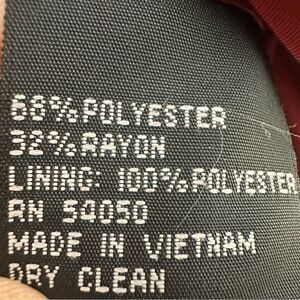 68% POLYESTER
32% RAYON
LINING: 100% POLYESTER
RN 54050
MADE IN VIETNAM
DRY CLEAN